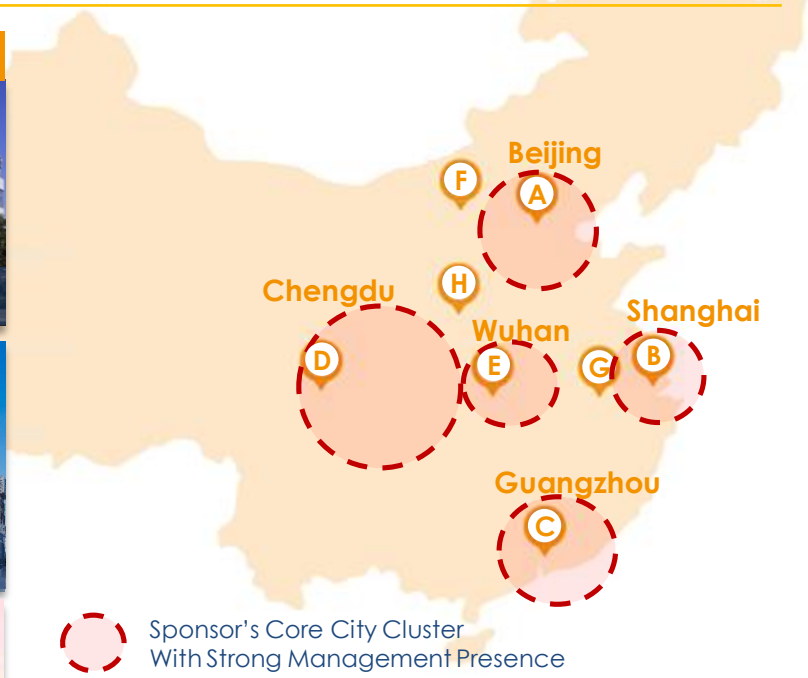 Beijing
F
A
H
Chengdu
Shanghai
Wuhan
D
E
G
B
Guangzhou
C
Sponsor's Core City Cluster
With Strong Management Presence